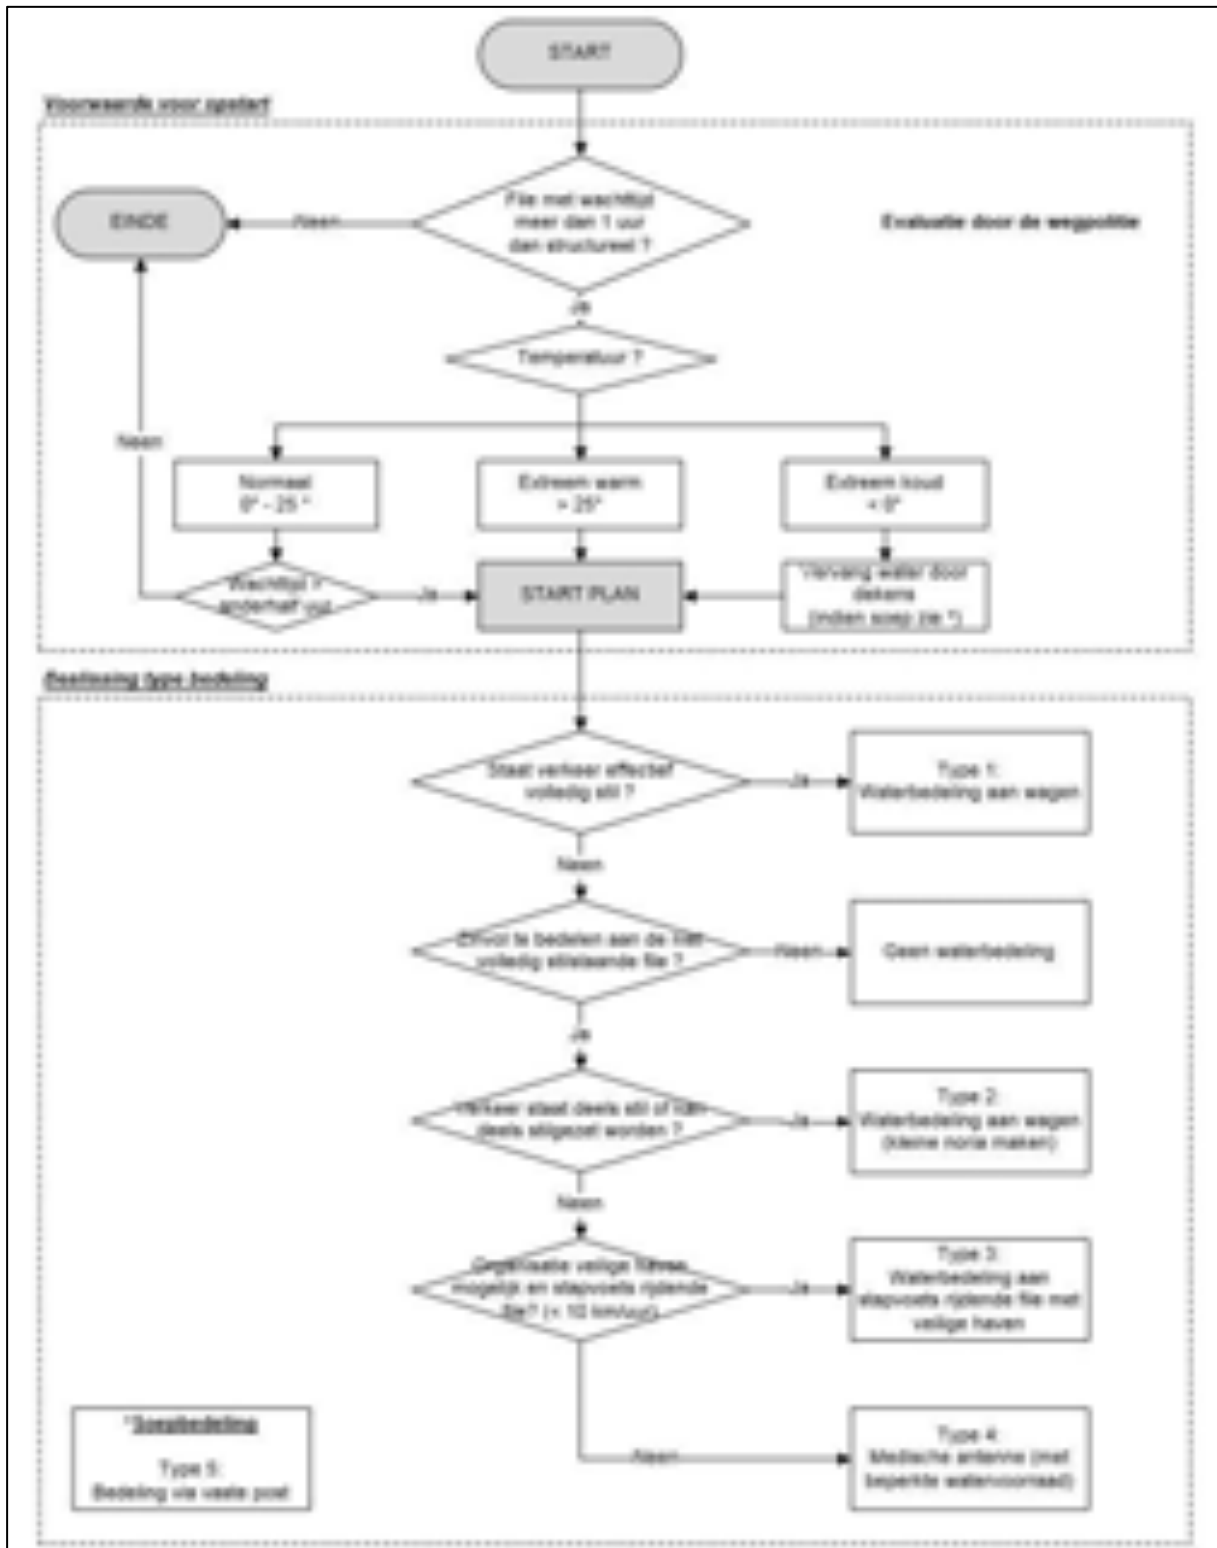 START
Voorwaarde voor opstart
File met wachttijd
meer dan 1 uur
dan structureel ?
Evaluatie door de wegpolitie
EINDE
Neen
Ja
Temperatuur ?
Neen
Normaal
0° - 25 °
Extreem warm
> 25°
Extreem koud
< 0°
Wachttijd >
anderhalf uur
Ja
START PLAN
Vervang water door
dekens
(indien soep zie *)
Beslissing type bedeling
Staat verkeer effectief
volledig stil ?
Ja
Type 1:
Waterbedeling aan wagen
Neen
Zinvol te bedelen aan de niet
volledig stilstaande file ?
Neen
Geen waterbedeling
Ja
Verkeer staat deels stil of kan
deels stilgezet worden ?
Ja
Type 2:
Waterbedeling aan wagen
(kleine noria maken)
Neen
Organisatie veilige haven
mogelijk en stapvoets rijdende
file? (< 10 km/uur)
Ja
Type 3:
Waterbedeling aan
stapvoets rijdende file met
veilige haven
Neen
Type 4:
Medische antenne (met
beperkte watervoorraad)
*Soepbedeling
Type 5:
Bedeling via vaste post